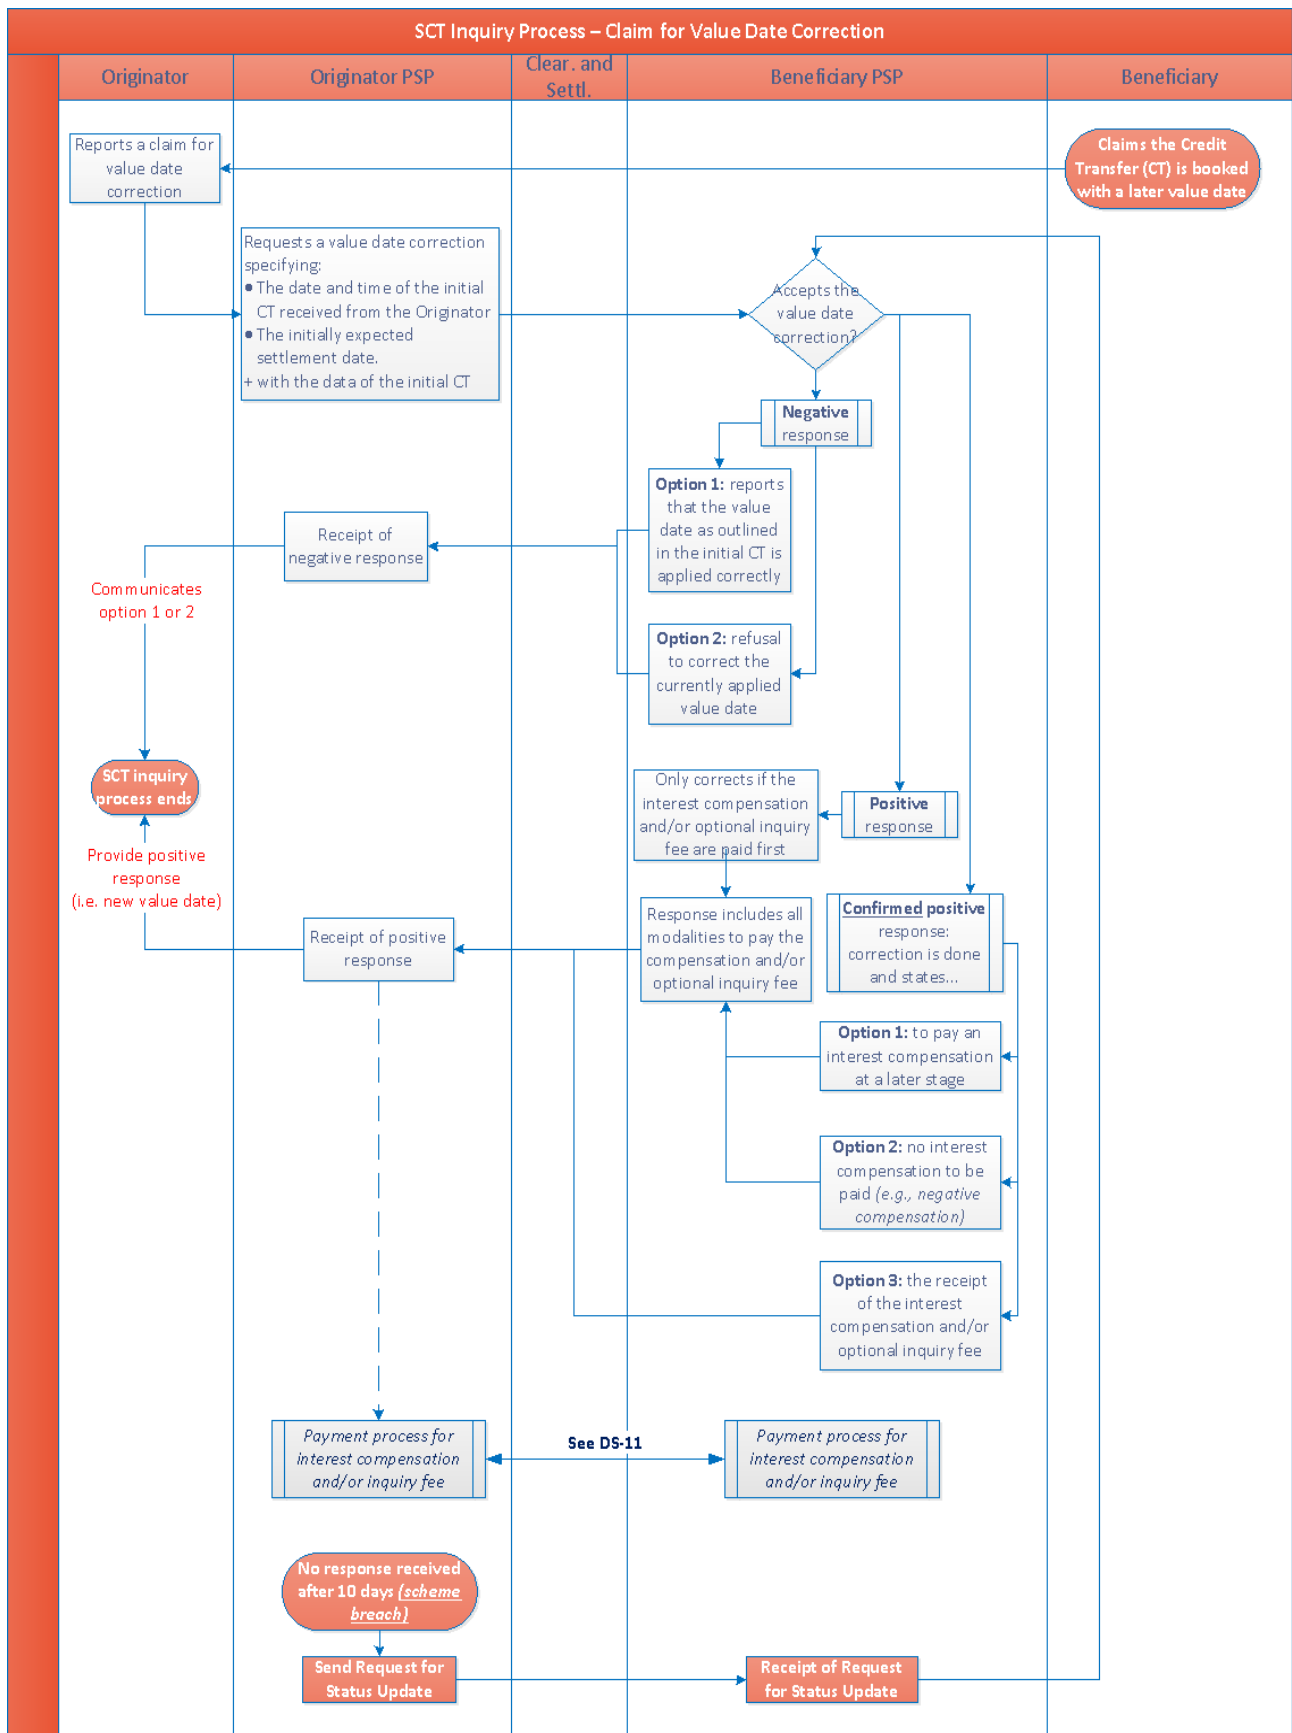 SCT Inquiry Process – Claim for Value Date Correction
Originator
Originator PSP
Clear. and
Settl.
Beneficiary PSP
Beneficiary
Reports a claim for
value date
correction
Claims the Credit
Transfer (CT) is booked
with a later value date
Requests a value date correction
specifying:
• The date and time of the initial
CT received from the Originator
• The initially expected
settlement date.
+ with the data of the initial CT
Accepts the
value date
correction?
Negative
response
Option 1: reports
that the value
date as outlined
in the initial CT is
applied correctly
Receipt of
negative response
Communicates
option 1 or 2
Option 2: refusal
to correct the
currently applied
value date
SCT inquiry
process ends
Only corrects if the
interest compensation
and/or optional inquiry
fee are paid first
Positive
response
Provide positive
response
(i.e. new value date)
Receipt of positive
response
Response includes all
modalities to pay the
compensation and/or
optional inquiry fee
Confirmed positive
response:
correction is done
and states...
Option 1: to pay an
interest compensation
at a later stage
Option 2: no interest
compensation to be
paid (e.g., negative
compensation)
Option 3: the receipt
of the interest
compensation and/or
optional inquiry fee
Payment process for
interest compensation
and/or inquiry fee
See DS-11
Payment process for
interest compensation
and/or inquiry fee
No response received
after 10 days (scheme
breach)
Send Request for
Status Update
Receipt of Request
for Status Update